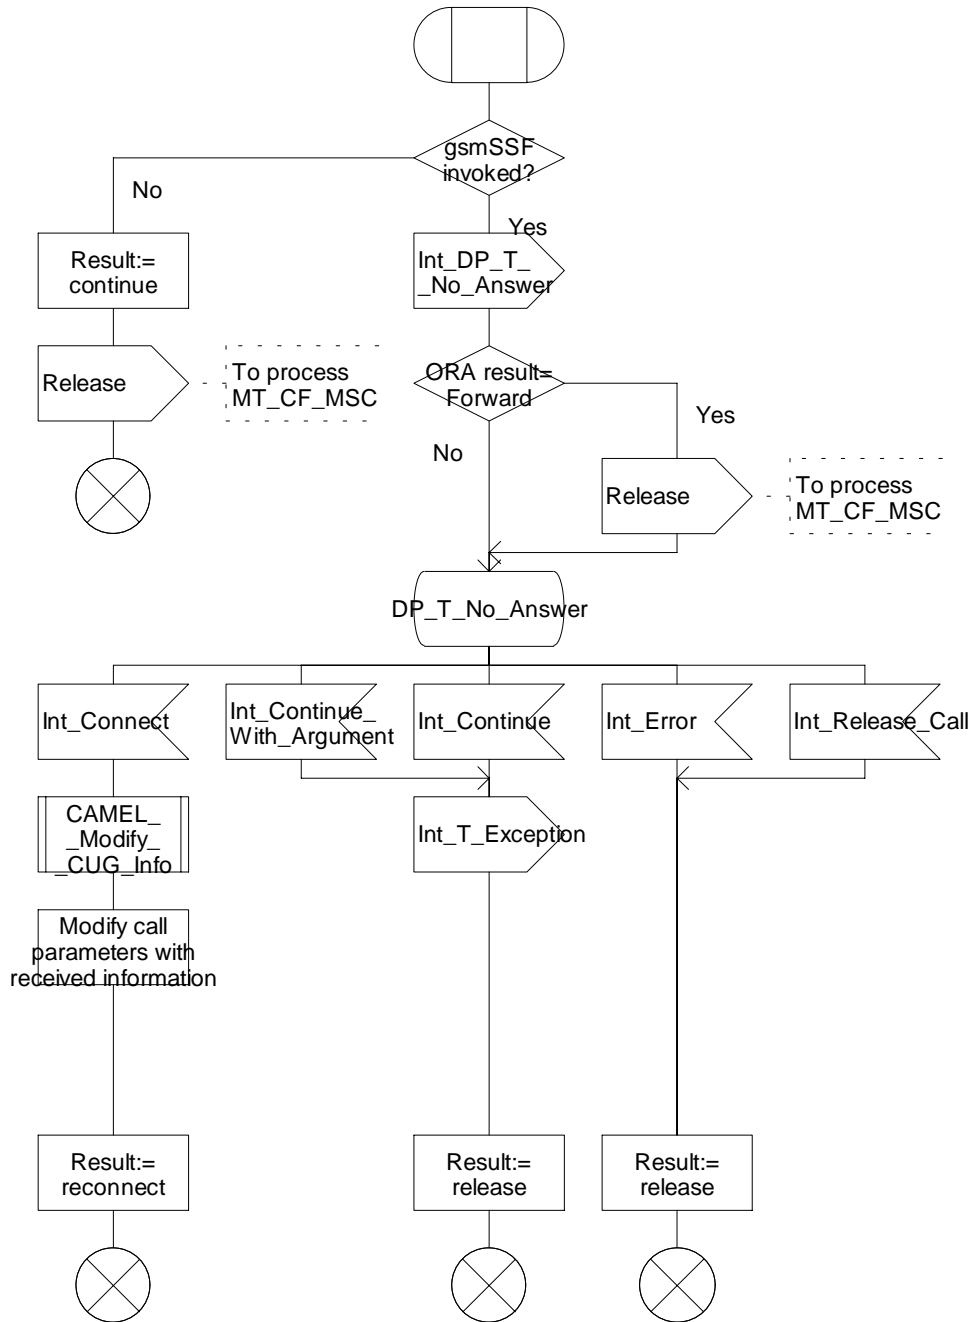 gsmSSF
invoked?
No
Yes
Result:=
continue
Int_DP_T_
_No_Answer
Release
To process
MT_CF_MSC
ORA result=
Forward
Yes
No
Release
To process
MT_CF_MSC
DP_T_No_Answer
Int_Connect
Int_Continue_
With_Argument
Int_Continue
Int_Error
Int_Release_Call
CAMEL_
_Modify_
_CUG_Info
Int_T_Exception
Modify call
parameters with
received information
Result:=
reconnect
Result:=
release
Result:=
release